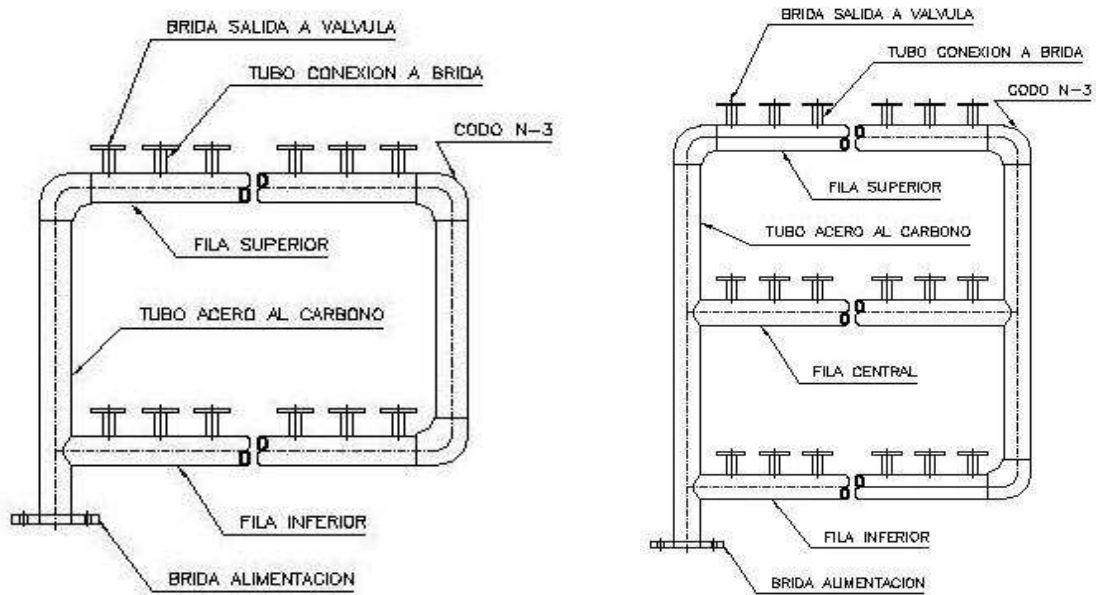 BRIDA SALIDA A VALVULA
TUBO CONEXION A BRIDA
CODO N-3
FILA SUPERIOR
TUBO ACERO AL CARBONO
FILA INFERIOR
BRIDA ALIMENTACION
BRIDA SALIDA A VALVULA
TUBO CONEXION A BRIDA
CODO N-3
FILA SUPERIOR
TUBO ACERO AL CARBONO
FILA CENTRAL
FILA INFERIOR
BRIDA ALIMENTACION